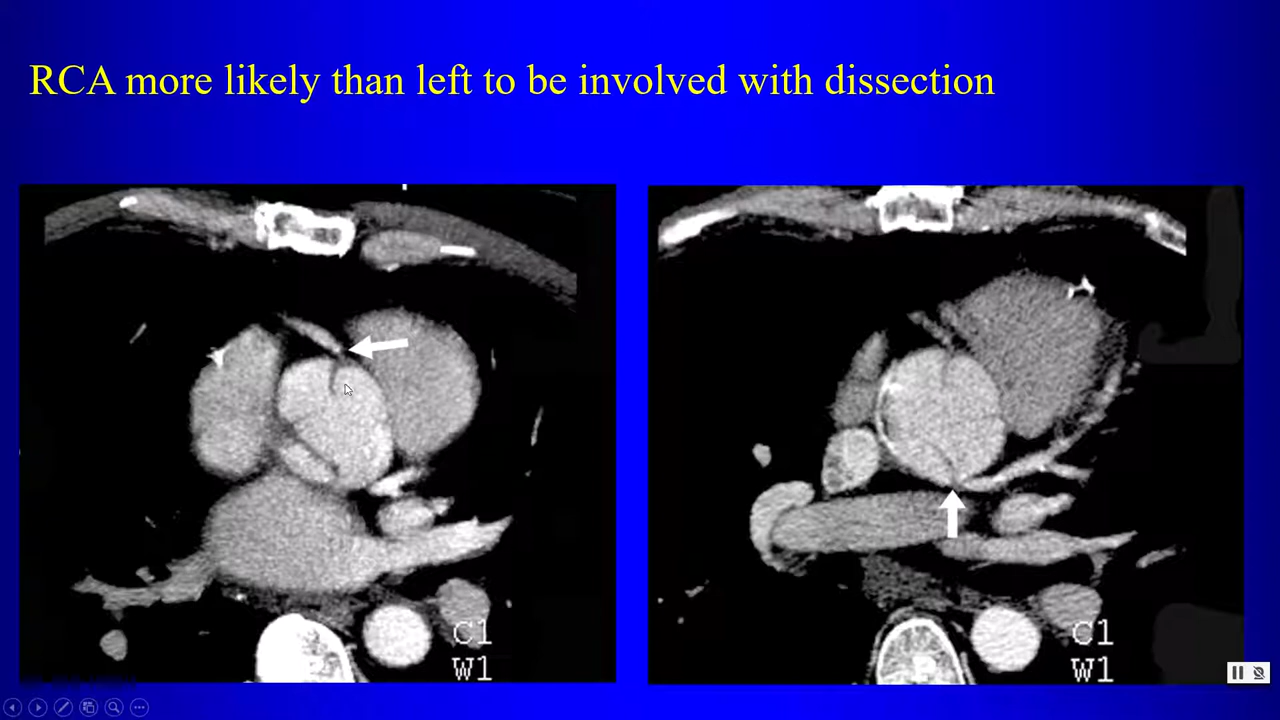 RCA more likely than left to be involved with dissection
C1
W1
C1
W1